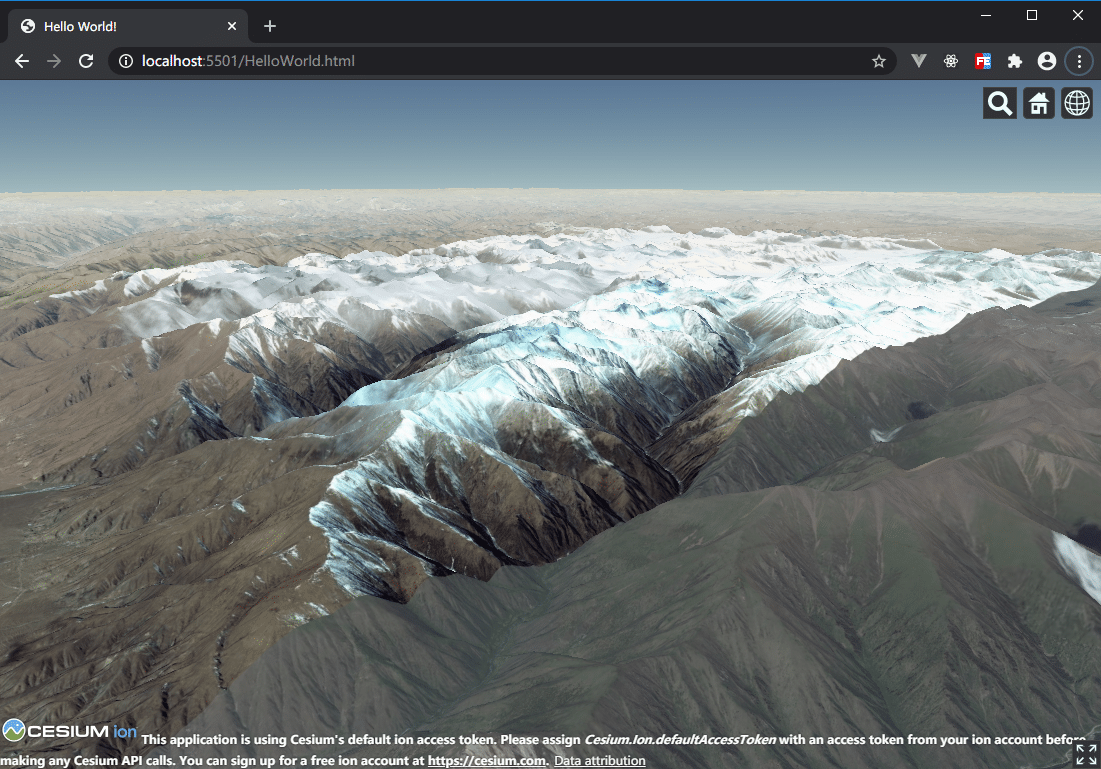 Hello World!
localhost:5501/HelloWorld.html
FE
CESIUM ion This application is using Cesium's default ion access token. Please assign Cesium.Ion.defaultAccessToken with an access token from your ion account before
making any Cesium API calls. You can sign up for a free ion account at https://cesium.com. Data attribution